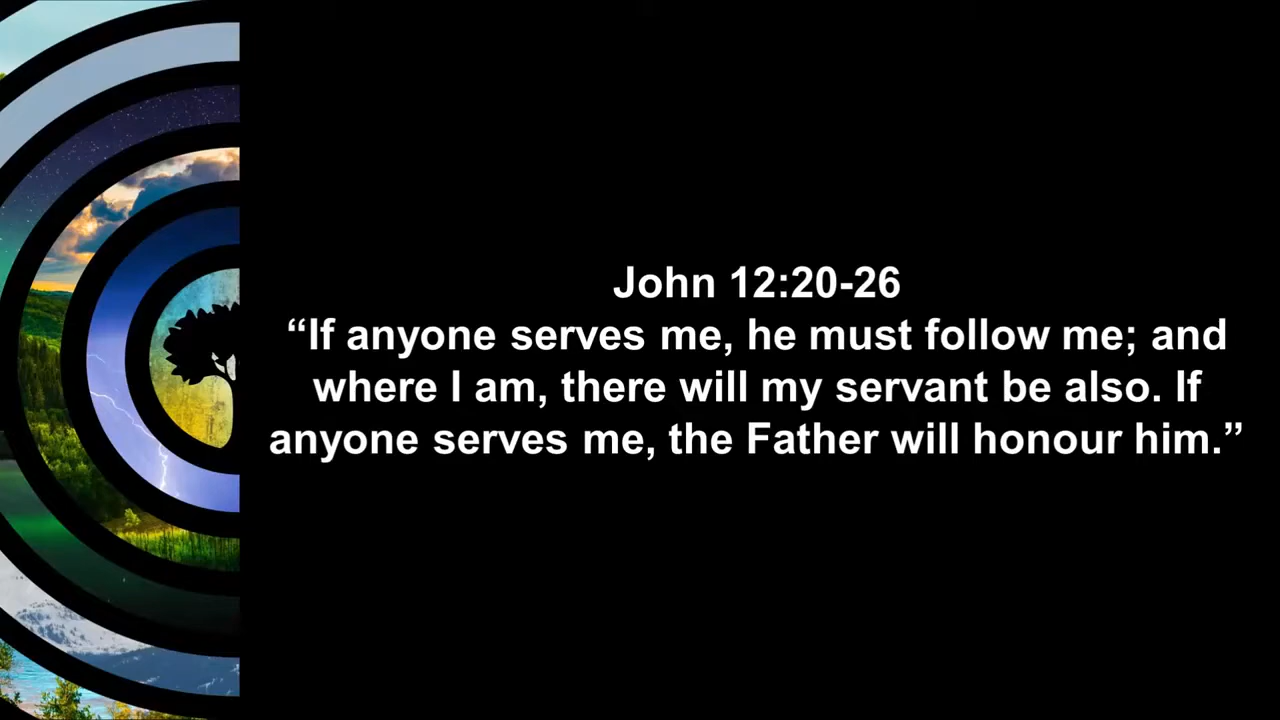 John 12:20-26
“If anyone serves me, he must follow me; and
where I am, there will my servant be also. If
anyone serves me, the Father will honour him.”